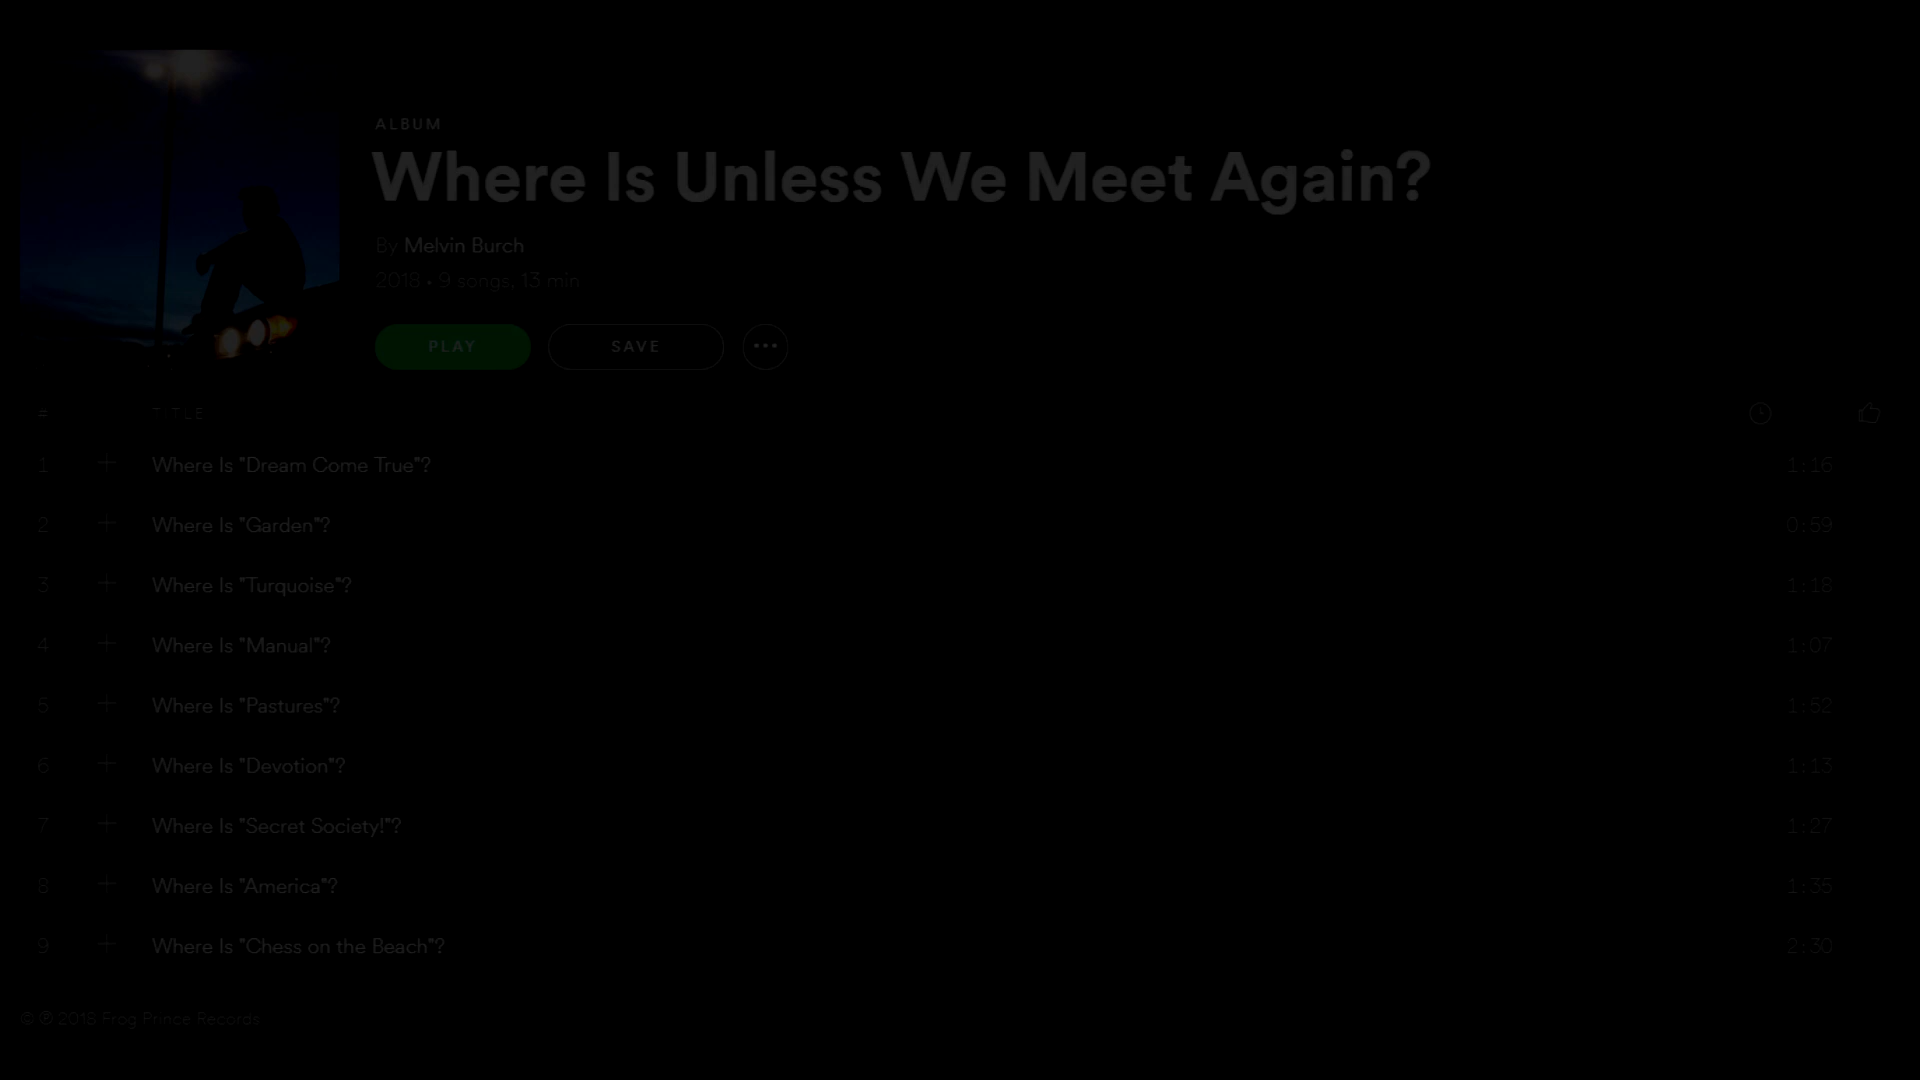 ALBUM
Where Is Unless We Meet Again?
By Melvin Burch
2018 • 9 songs, 13 min
PLAY SAVE
# TITLE
1 Where Is "Dream Come True"? 1:16
2 Where Is "Garden"? 0:59
3 Where Is "Turquoise"? 1:18
4 Where Is "Manual"? 1:07
5 Where Is "Pastures"? 1:52
6 Where Is "Devotion"? 1:13
7 Where Is "Secret Society!"? 1:27
8 Where Is "America"? 1:35
9 Where Is "Chess on the Beach"? 2:30
© ℗ 2018 Frog Prince Records